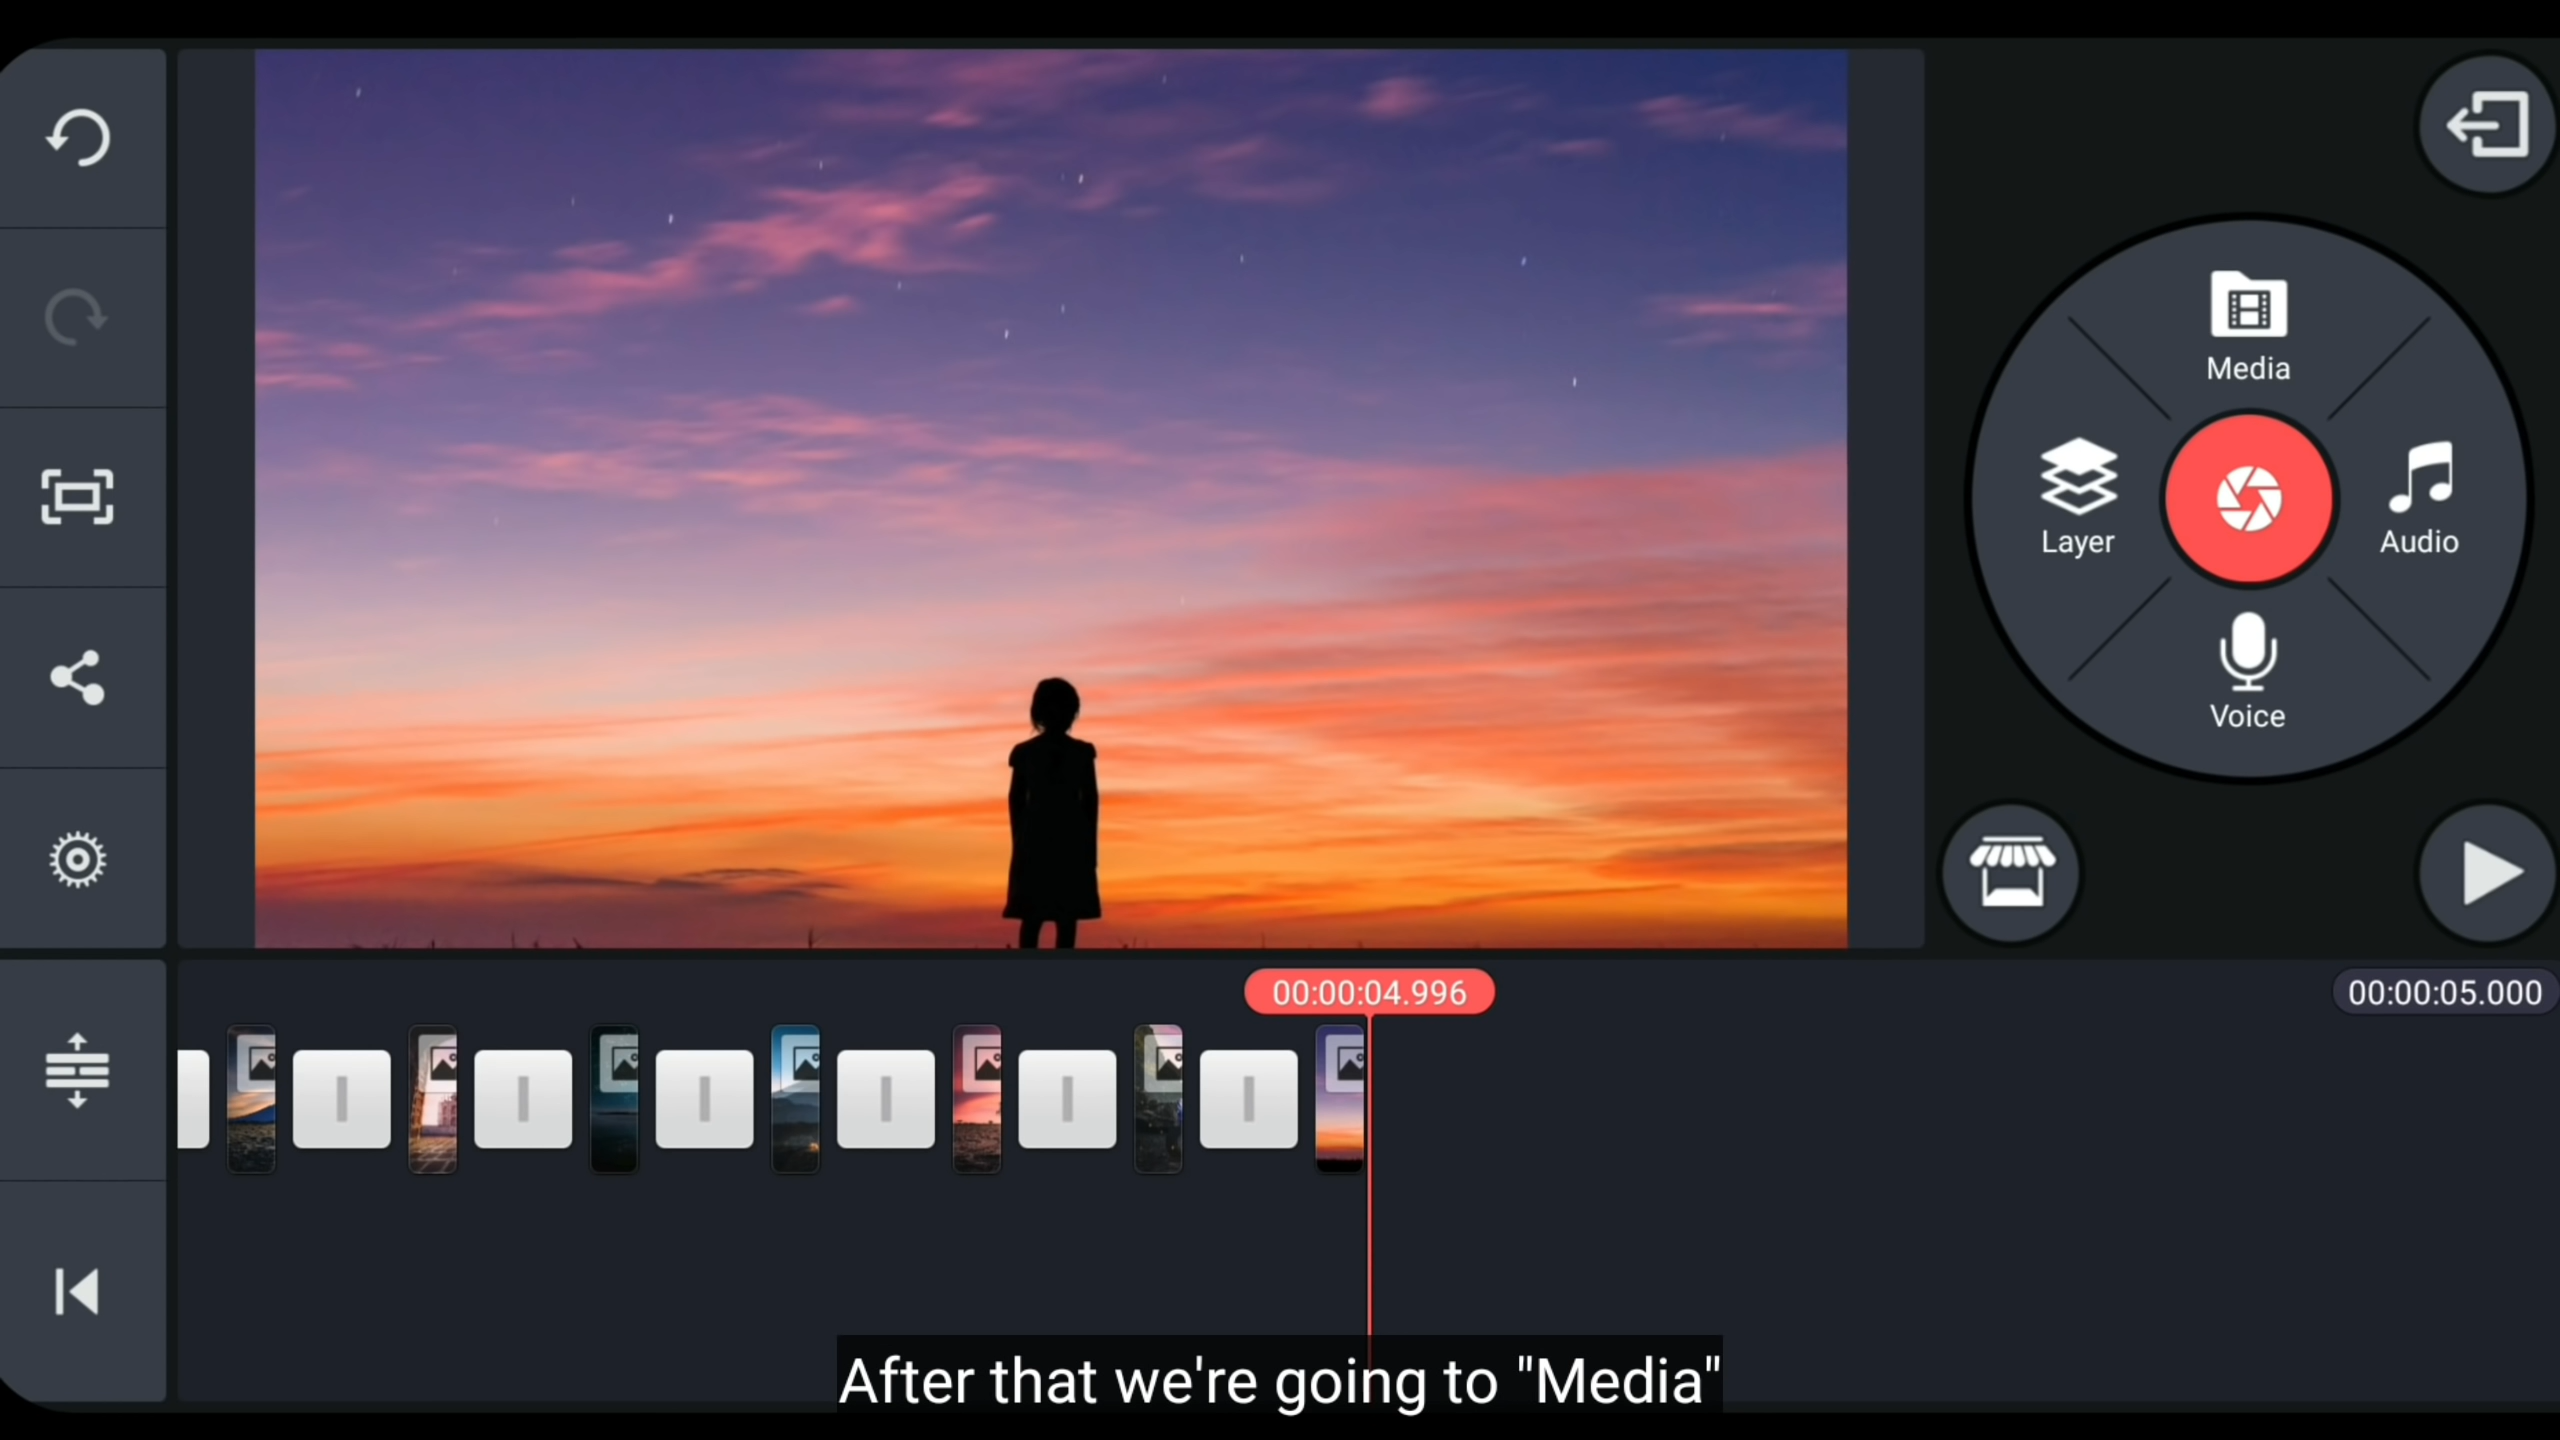 Media
Layer
Audio
Voice
00:00:04.996
00:00:05.000
After that we're going to "Media"